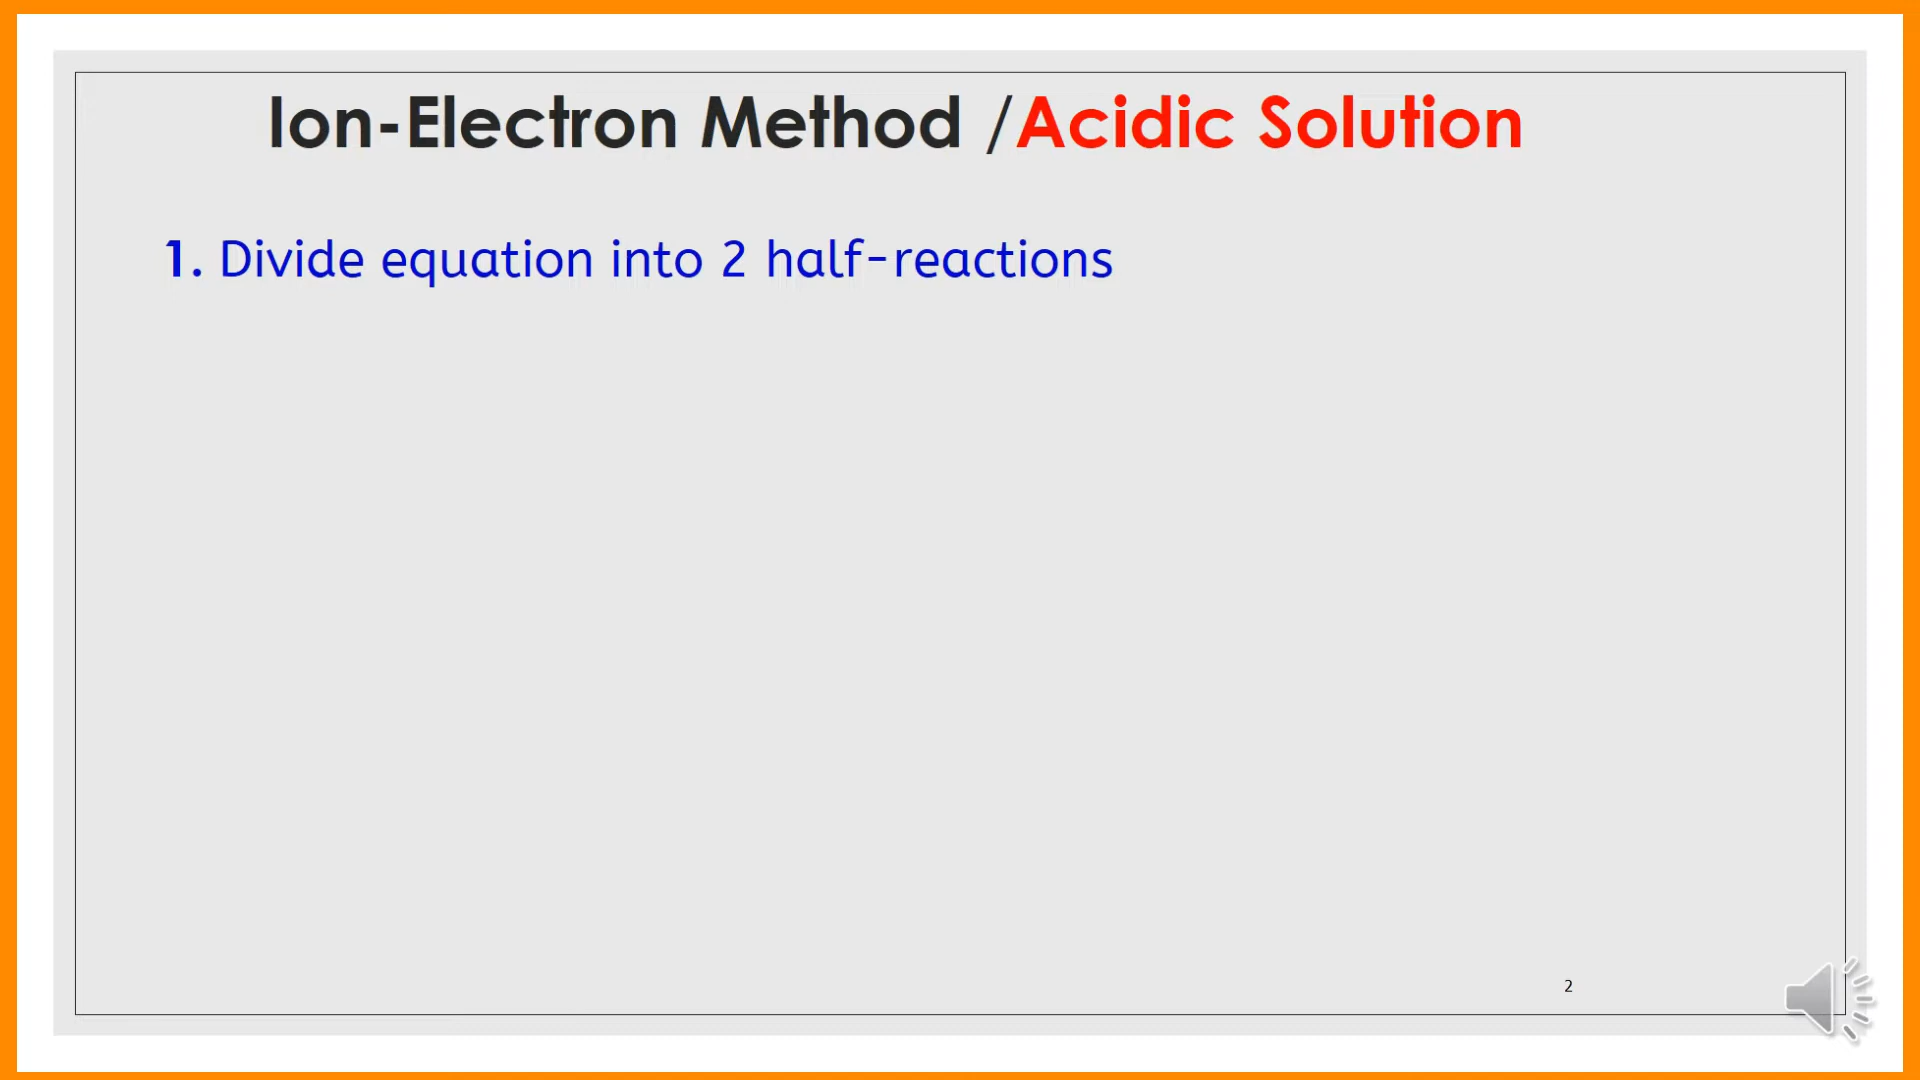 Ion-Electron Method /Acidic Solution
1. Divide equation into 2 half-reactions
2